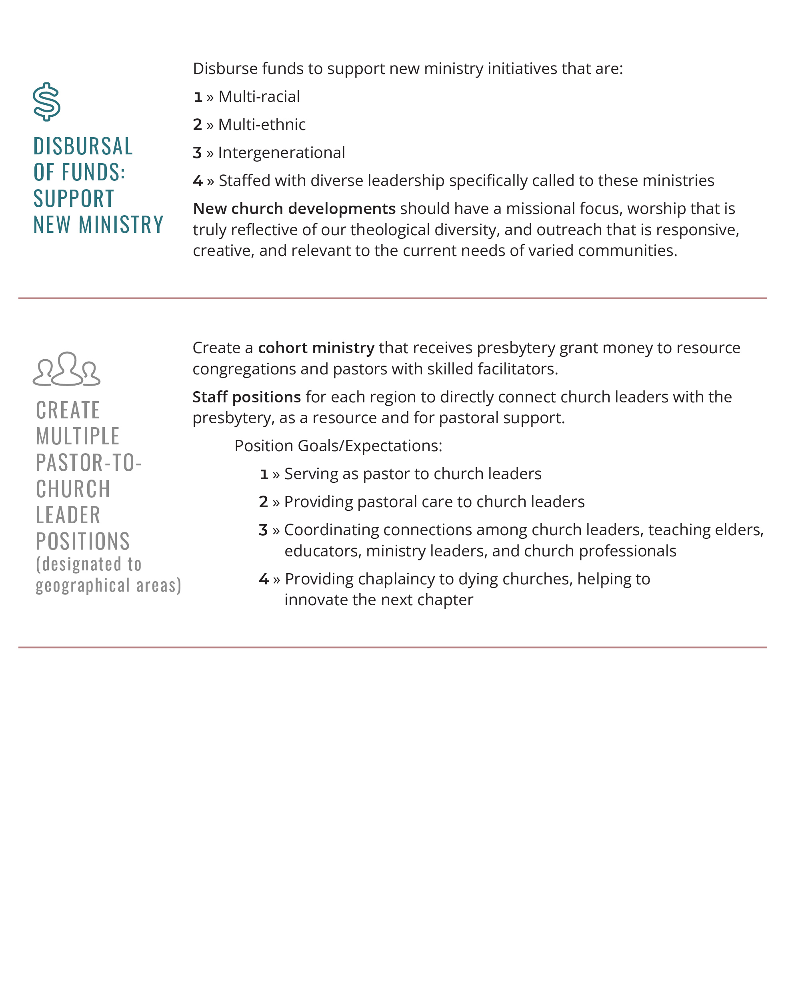 DISBURSAL
OF FUNDS:
SUPPORT
NEW MINISTRY
Disburse funds to support new ministry initiatives that are:
1 » Multi-racial
2 » Multi-ethnic
3 » Intergenerational
4 » Staffed with diverse leadership specifically called to these ministries
New church developments should have a missional focus, worship that is
truly reflective of our theological diversity, and outreach that is responsive,
creative, and relevant to the current needs of varied communities.
CREATE
MULTIPLE
PASTOR-TO-
CHURCH
LEADER
POSITIONS
(designated to
geographical areas)
Create a cohort ministry that receives presbytery grant money to resource
congregations and pastors with skilled facilitators.
Staff positions for each region to directly connect church leaders with the
presbytery, as a resource and for pastoral support.
Position Goals/Expectations:
1 » Serving as pastor to church leaders
2 » Providing pastoral care to church leaders
3 » Coordinating connections among church leaders, teaching elders,
educators, ministry leaders, and church professionals
4 » Providing chaplaincy to dying churches, helping to
innovate the next chapter